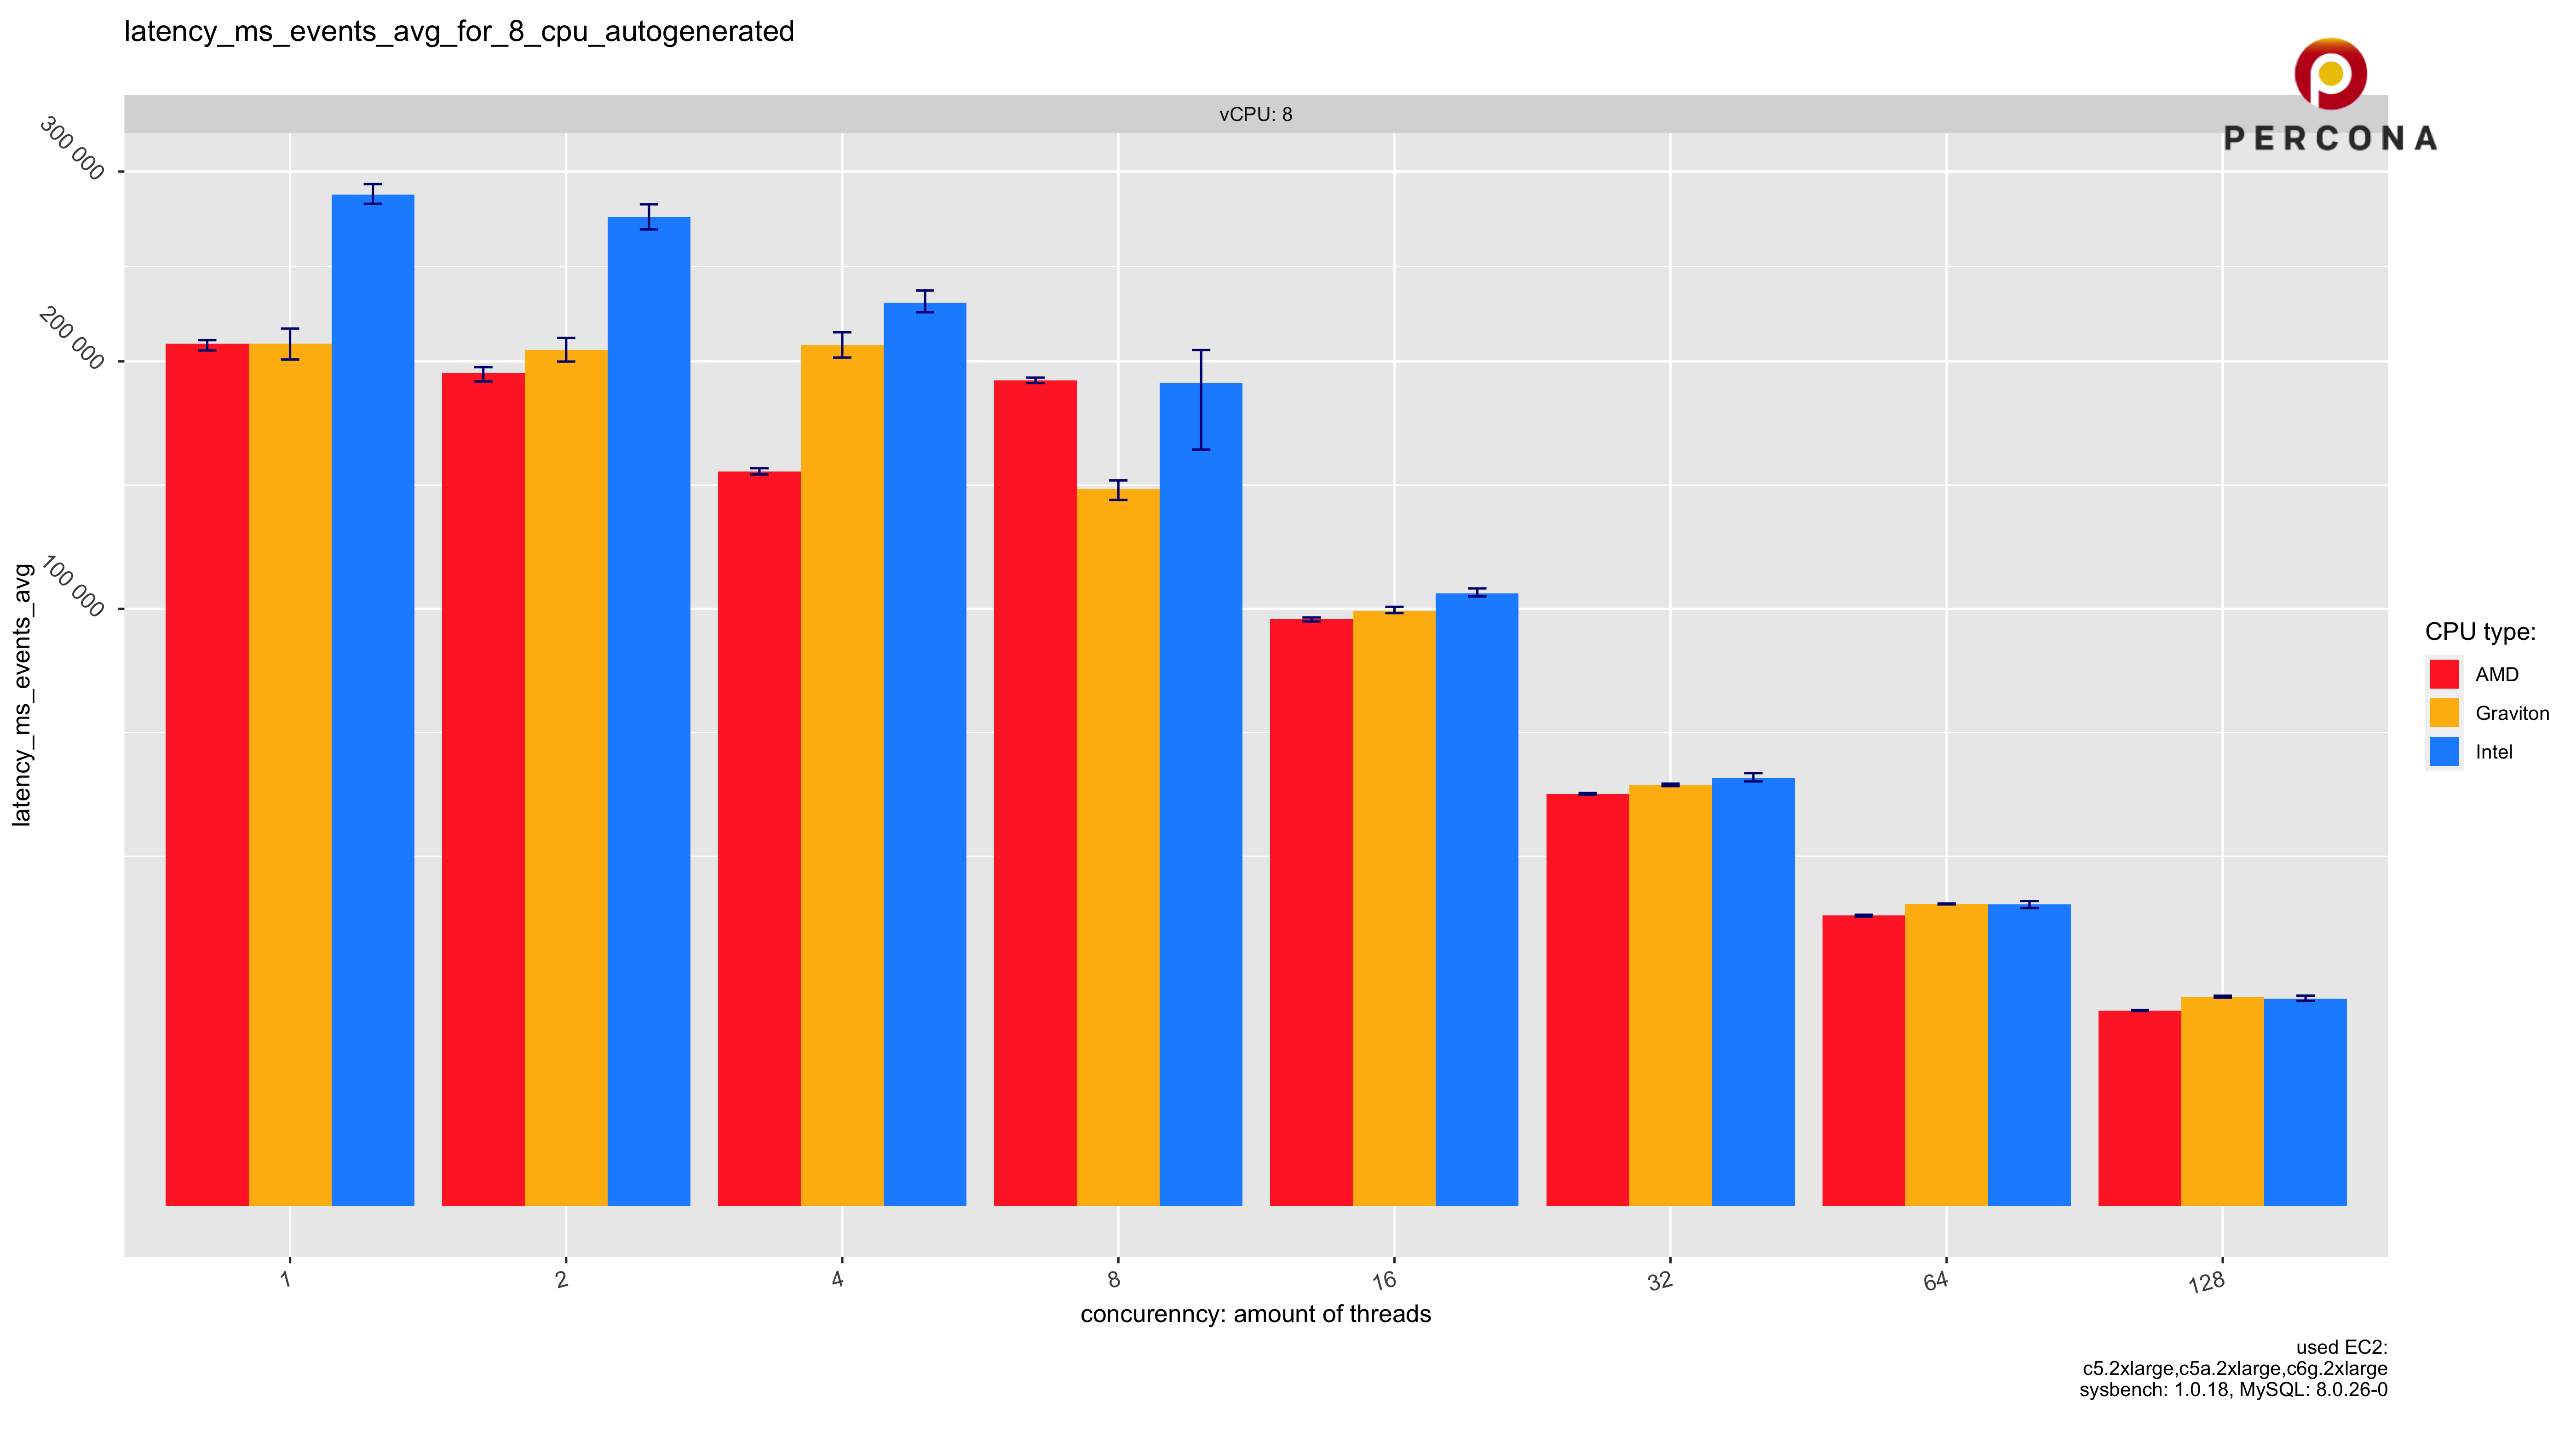 latency_ms_events_avg_for_8_cpu_autogenerated
PERCONA
vCPU: 8
300 000
200 000
100 000
latency_ms_events_avg
1
2
4
8
16
32
64
128
concurenncy: amount of threads
CPU type:
AMD
Graviton
Intel
used EC2:
c5.2xlarge,c5a.2xlarge,c6g.2xlarge
sysbench: 1.0.18, MySQL: 8.0.26-0